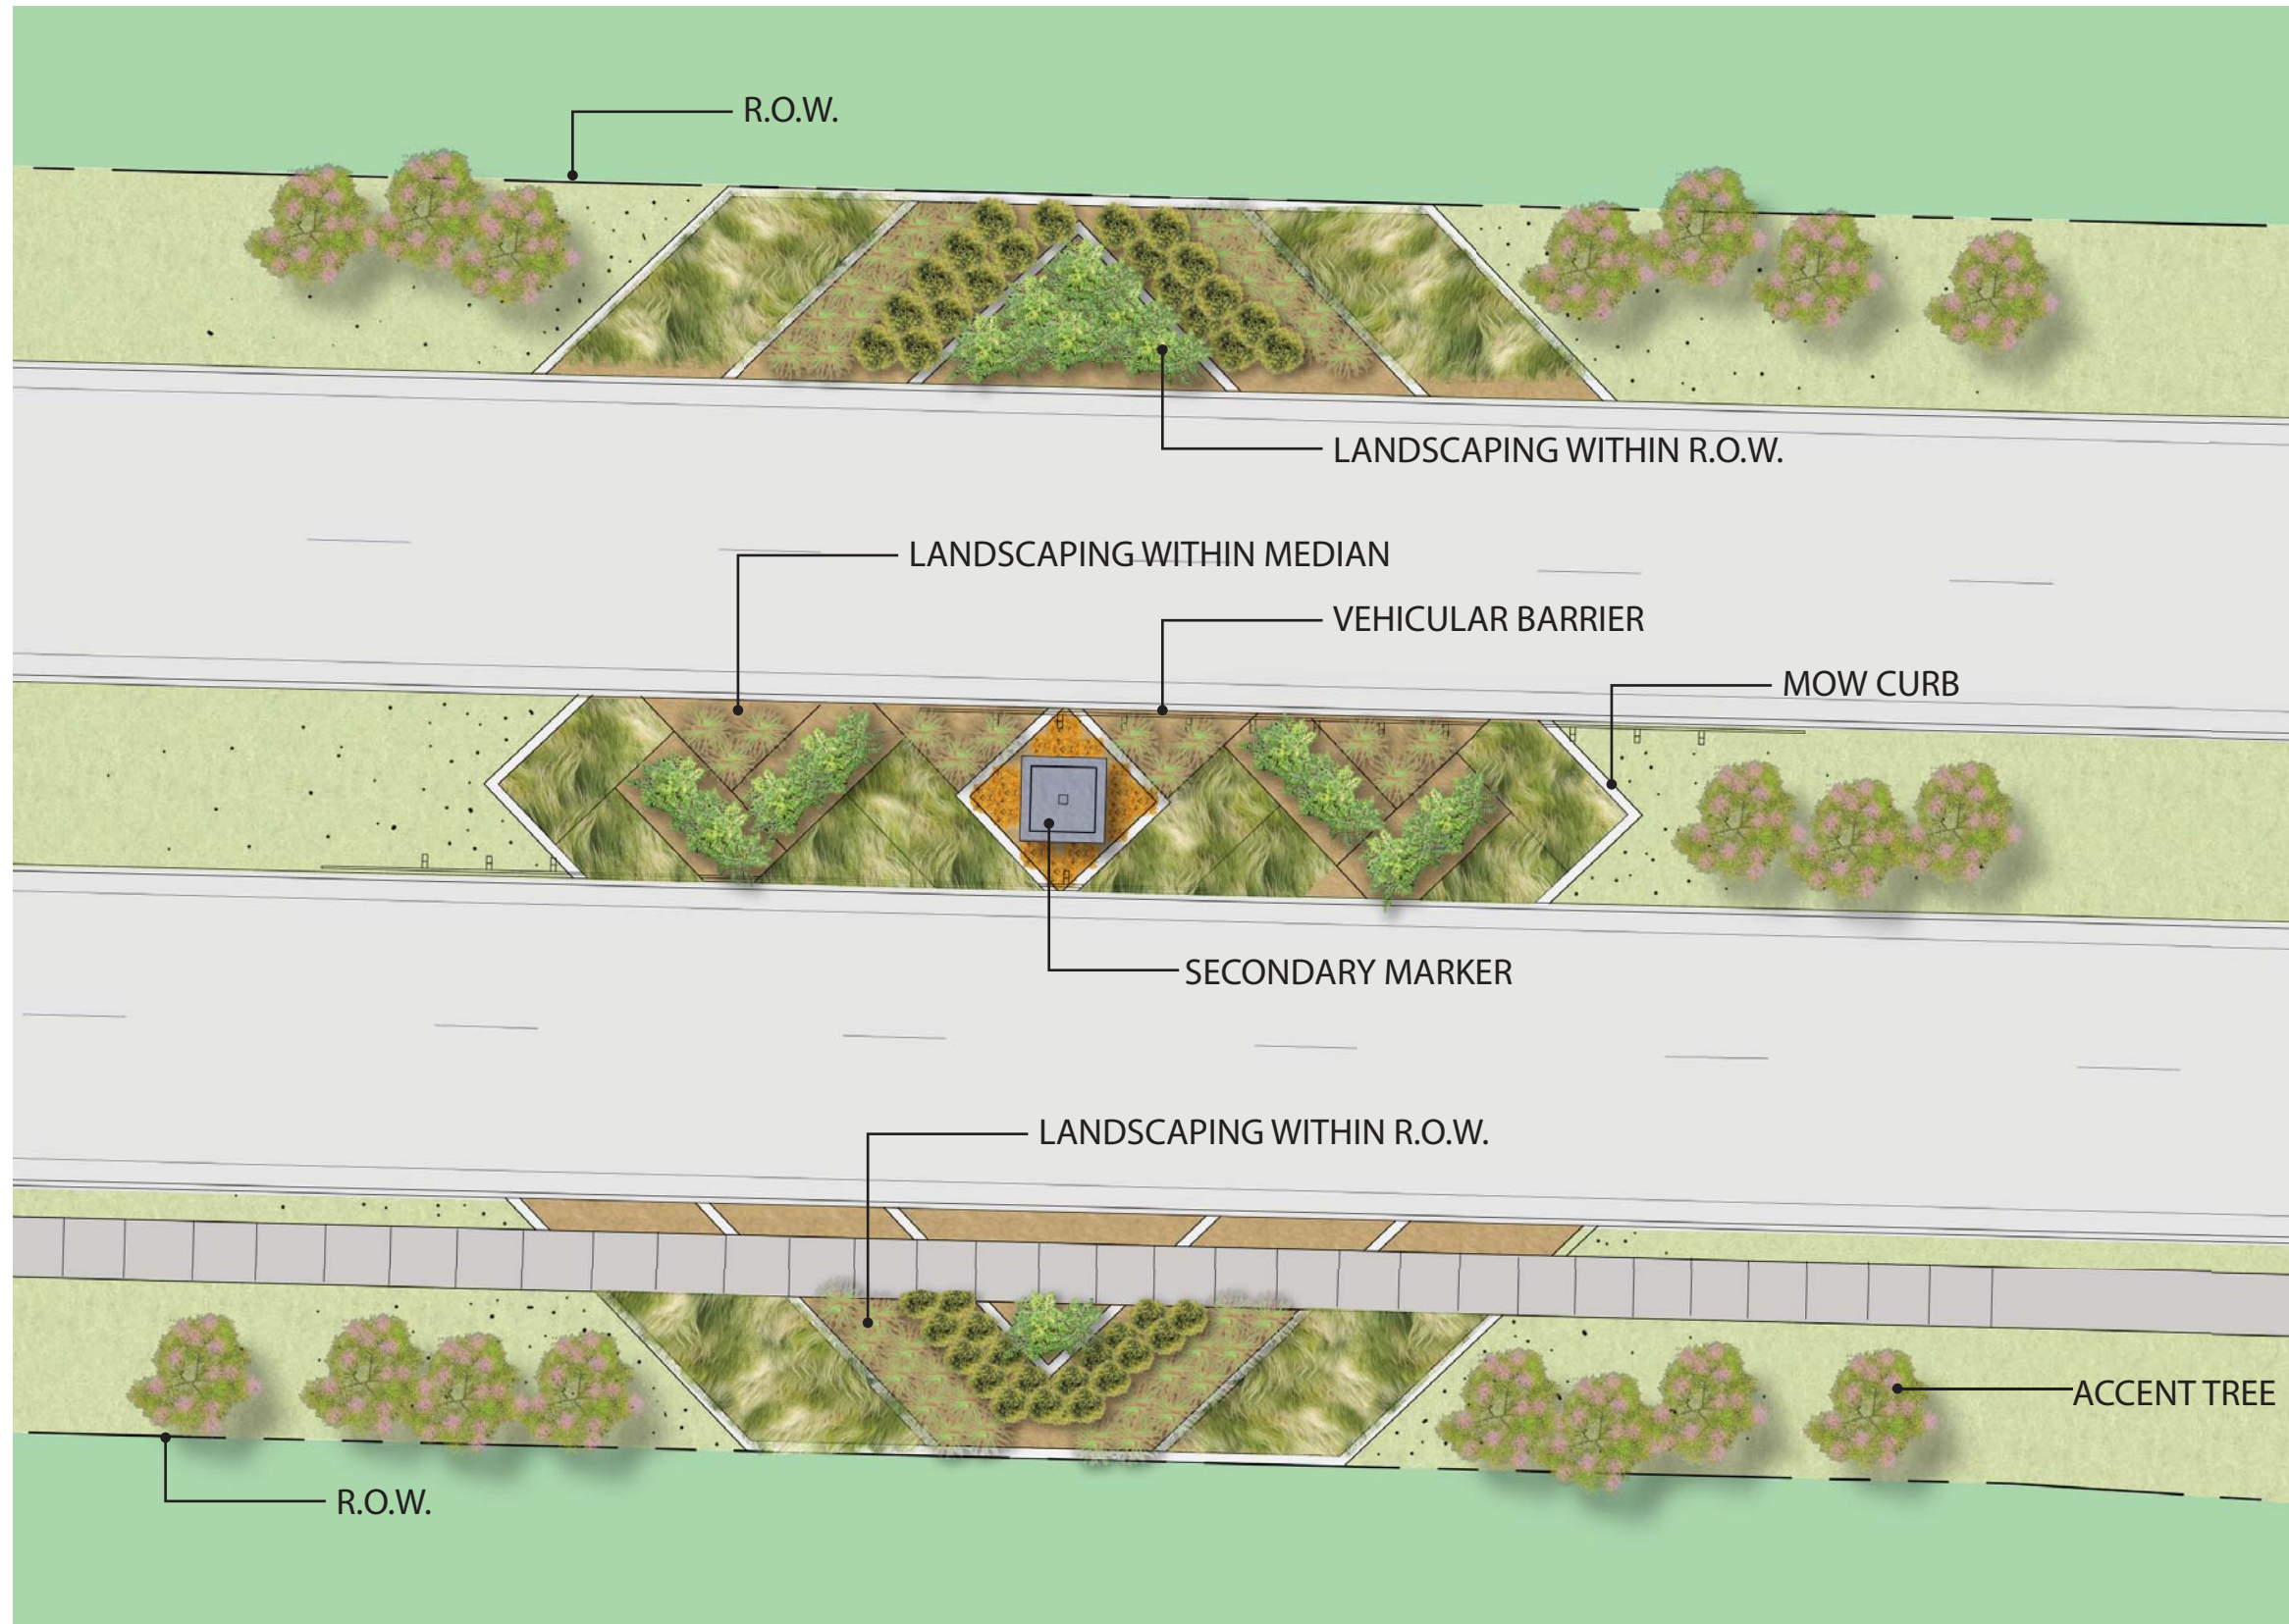 R.O.W.
LANDSCAPING WITHIN R.O.W.
LANDSCAPING WITHIN MEDIAN
VEHICULAR BARRIER
MOW CURB
SECONDARY MARKER
LANDSCAPING WITHIN R.O.W.
ACCENT TREE
R.O.W.